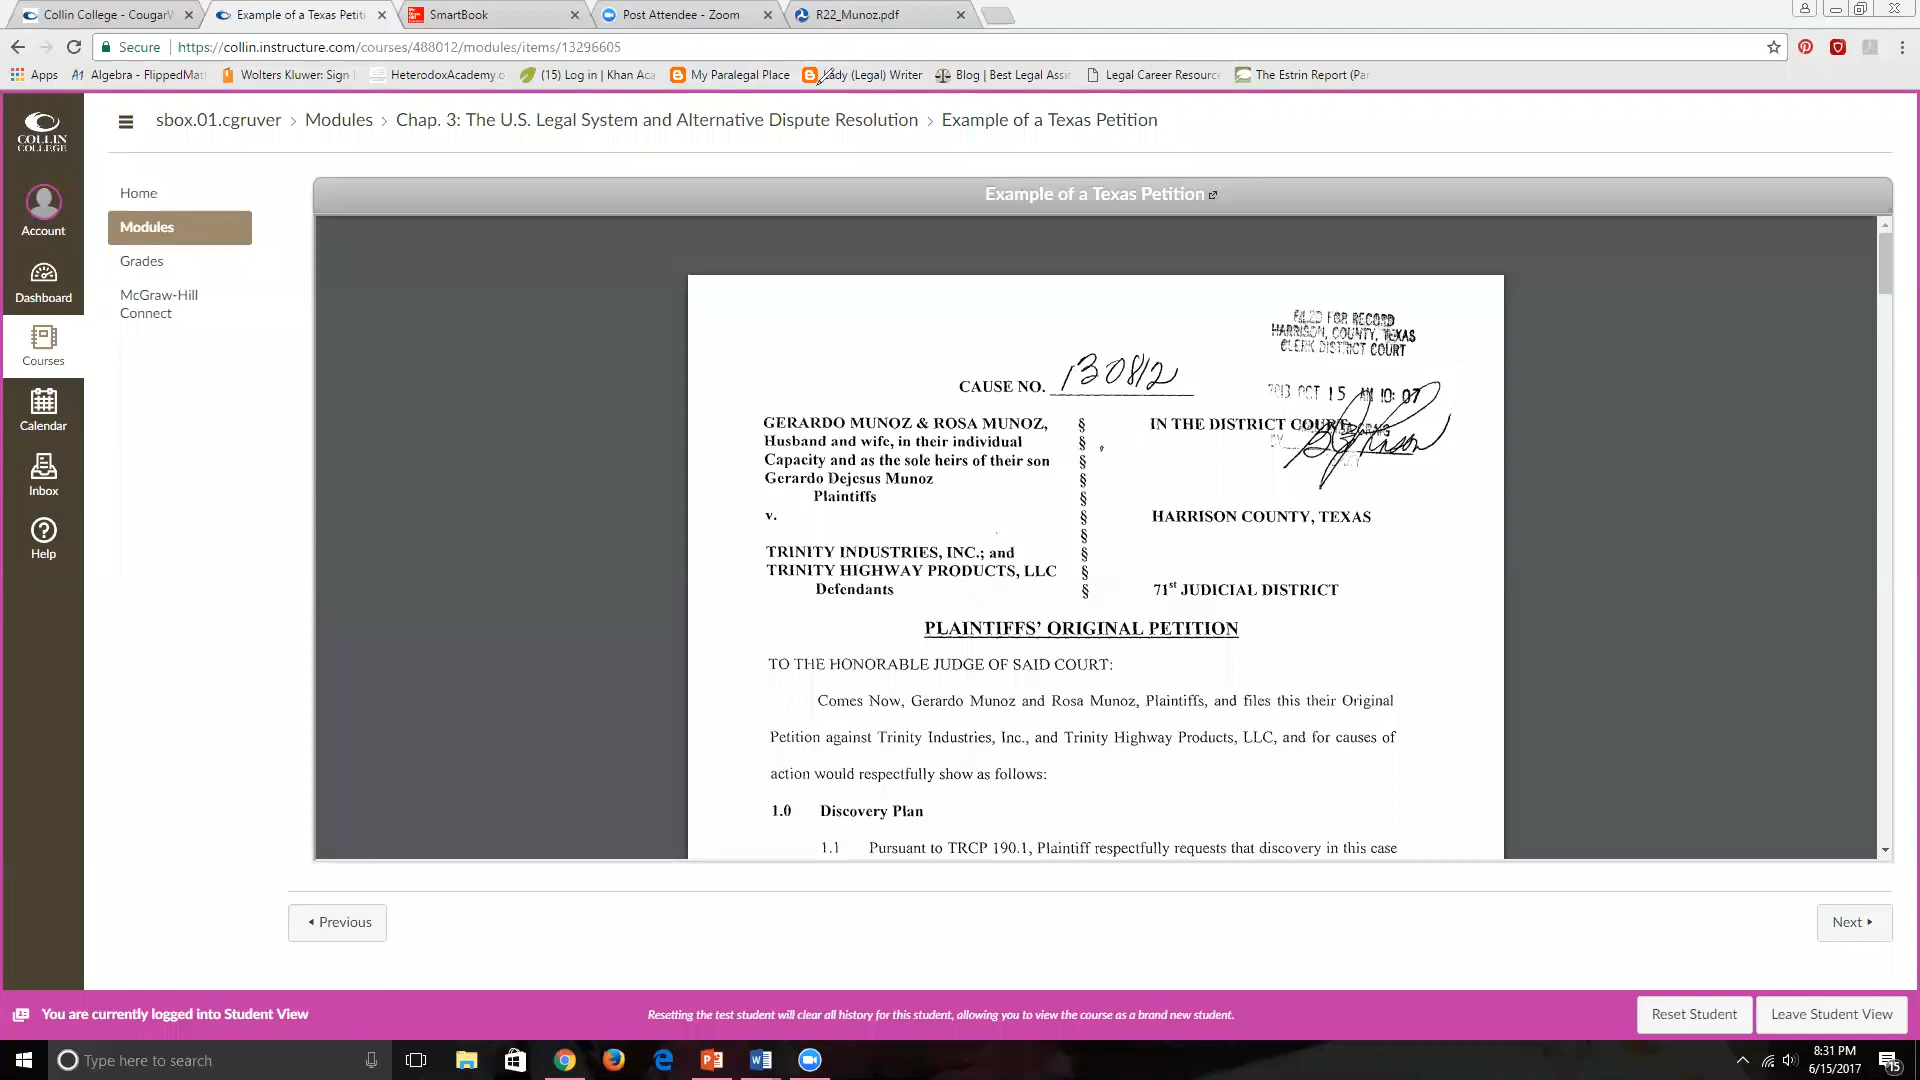 Collin College - CougarW
Example of a Texas Petiti
SmartBook
Post Attendee - Zoom
R22_Munoz.pdf
Secure
https://collin.instructure.com/courses/488012/modules/items/13296605
Apps
Algebra - FlippedMat
Wolters Kluwer: Sign
HeterodoxAcademy.c
(15) Log in | Khan Aca
My Paralegal Place
Lady (Legal) Writer
Blog | Best Legal Assi
Legal Career Resource
The Estrin Report (Par
COLLIN
COLLEGE
sbox.01.cgruver > Modules > Chap. 3: The U.S. Legal System and Alternative Dispute Resolution > Example of a Texas Petition
Account
Dashboard
Courses
Calendar
Inbox
Help
Home
Modules
Grades
McGraw-Hill
Connect
Example of a Texas Petition
FILED FOR RECORD
HARRISON, COUNTY, TEXAS
CLERK DISTRICT COURT
2013 OCT 15 AM 10: 07
CAUSE NO. 130812
GERARDO MUNOZ & ROSA MUNOZ, § IN THE DISTRICT COURT
Husband and wife, in their individual §
Capacity and as the sole heirs of their son §
Gerardo Dejesus Munoz §
Plaintiffs §
v. § HARRISON COUNTY, TEXAS
§
TRINITY INDUSTRIES, INC.; and §
TRINITY HIGHWAY PRODUCTS, LLC §
Defendants § 71st JUDICIAL DISTRICT
PLAINTIFFS' ORIGINAL PETITION
TO THE HONORABLE JUDGE OF SAID COURT:
Comes Now, Gerardo Munoz and Rosa Munoz, Plaintiffs, and files this their Original
Petition against Trinity Industries, Inc., and Trinity Highway Products, LLC, and for causes of
action would respectfully show as follows:
1.0 Discovery Plan
1.1 Pursuant to TRCP 190.1, Plaintiff respectfully requests that discovery in this case
Previous
Next
You are currently logged into Student View
Resetting the test student will clear all history for this student, allowing you to view the course as a brand new student.
Reset Student
Leave Student View
Type here to search
8:31 PM
6/15/2017
15